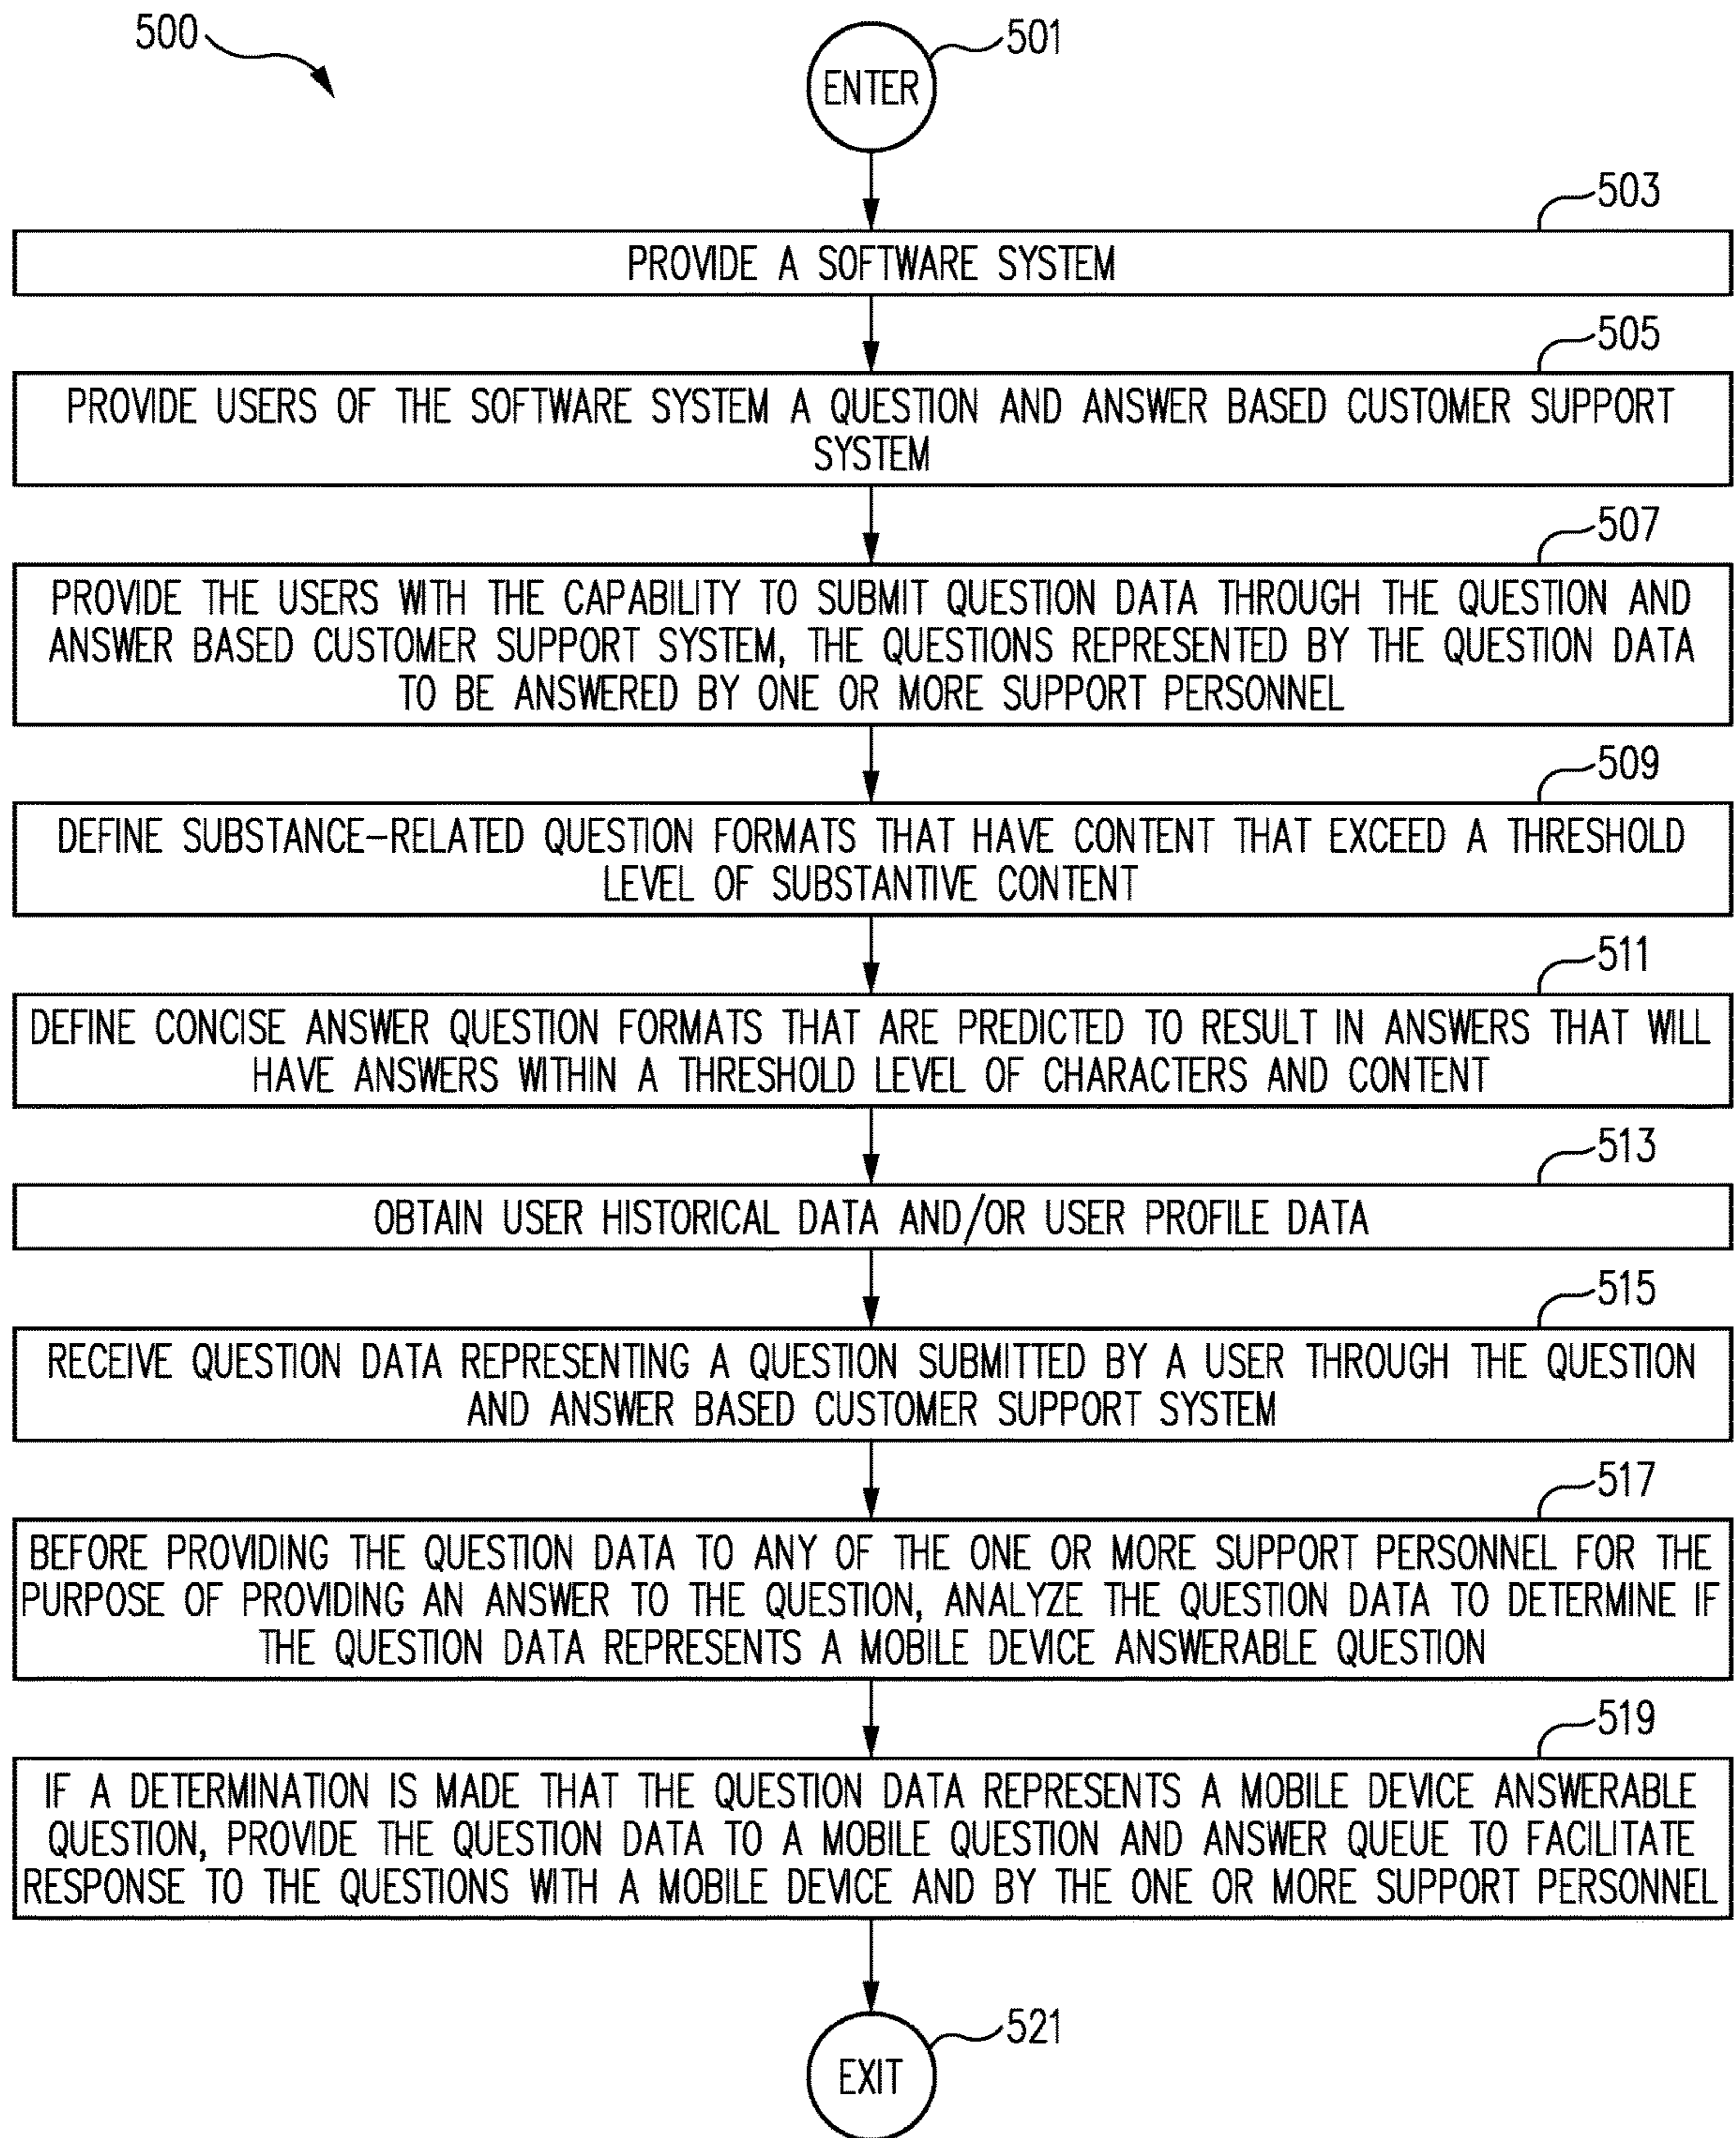 500
501
ENTER
503
PROVIDE A SOFTWARE SYSTEM
505
PROVIDE USERS OF THE SOFTWARE SYSTEM A QUESTION AND ANSWER BASED CUSTOMER SUPPORT
SYSTEM
507
PROVIDE THE USERS WITH THE CAPABILITY TO SUBMIT QUESTION DATA THROUGH THE QUESTION AND
ANSWER BASED CUSTOMER SUPPORT SYSTEM, THE QUESTIONS REPRESENTED BY THE QUESTION DATA
TO BE ANSWERED BY ONE OR MORE SUPPORT PERSONNEL
509
DEFINE SUBSTANCE-RELATED QUESTION FORMATS THAT HAVE CONTENT THAT EXCEED A THRESHOLD
LEVEL OF SUBSTANTIVE CONTENT
511
DEFINE CONCISE ANSWER QUESTION FORMATS THAT ARE PREDICTED TO RESULT IN ANSWERS THAT WILL
HAVE ANSWERS WITHIN A THRESHOLD LEVEL OF CHARACTERS AND CONTENT
513
OBTAIN USER HISTORICAL DATA AND/OR USER PROFILE DATA
515
RECEIVE QUESTION DATA REPRESENTING A QUESTION SUBMITTED BY A USER THROUGH THE QUESTION
AND ANSWER BASED CUSTOMER SUPPORT SYSTEM
517
BEFORE PROVIDING THE QUESTION DATA TO ANY OF THE ONE OR MORE SUPPORT PERSONNEL FOR THE
PURPOSE OF PROVIDING AN ANSWER TO THE QUESTION, ANALYZE THE QUESTION DATA TO DETERMINE IF
THE QUESTION DATA REPRESENTS A MOBILE DEVICE ANSWERABLE QUESTION
519
IF A DETERMINATION IS MADE THAT THE QUESTION DATA REPRESENTS A MOBILE DEVICE ANSWERABLE
QUESTION, PROVIDE THE QUESTION DATA TO A MOBILE QUESTION AND ANSWER QUEUE TO FACILITATE
RESPONSE TO THE QUESTIONS WITH A MOBILE DEVICE AND BY THE ONE OR MORE SUPPORT PERSONNEL
521
EXIT